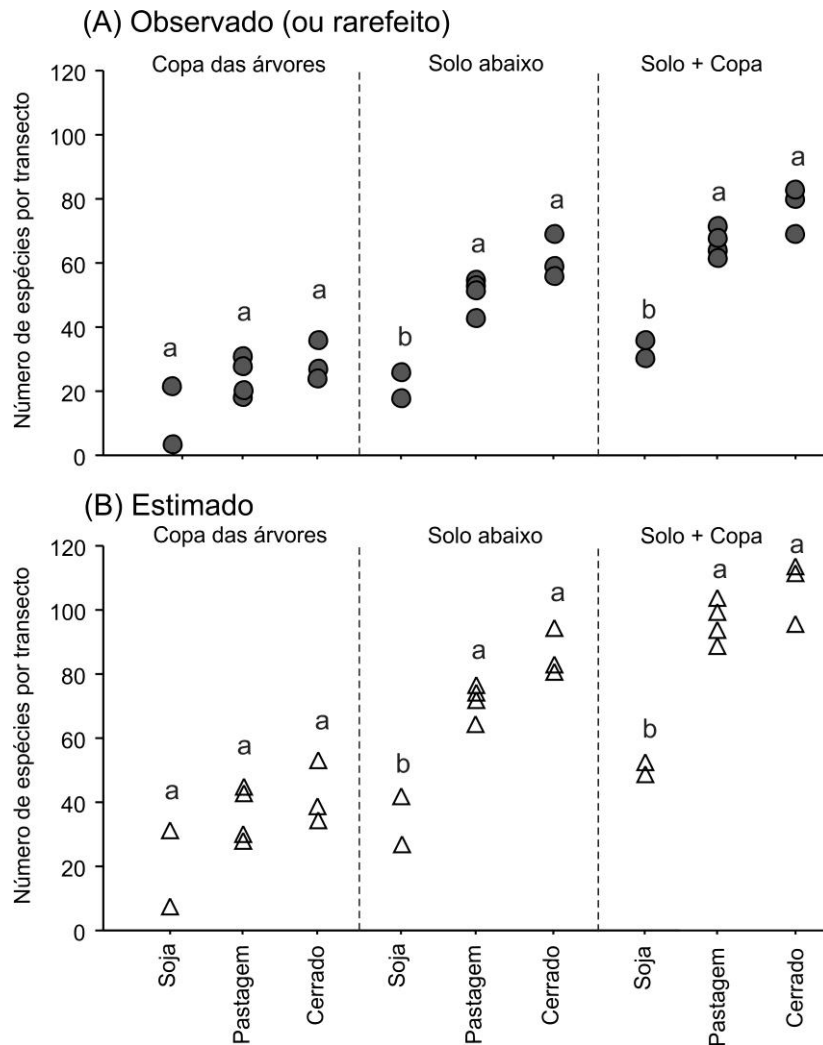 (A) Observado (ou rarefeito)
Copa das árvores Solo abaixo Solo + Copa
Número de espécies por transecto
120
100
80
60
40
20
0
a a a
b a a
b a a
(B) Estimado
Copa das árvores Solo abaixo Solo + Copa
Número de espécies por transecto
120
100
80
60
40
20
0
a a a
b a a
b a a
Soja Pastagem Cerrado Soja Pastagem Cerrado Soja Pastagem Cerrado